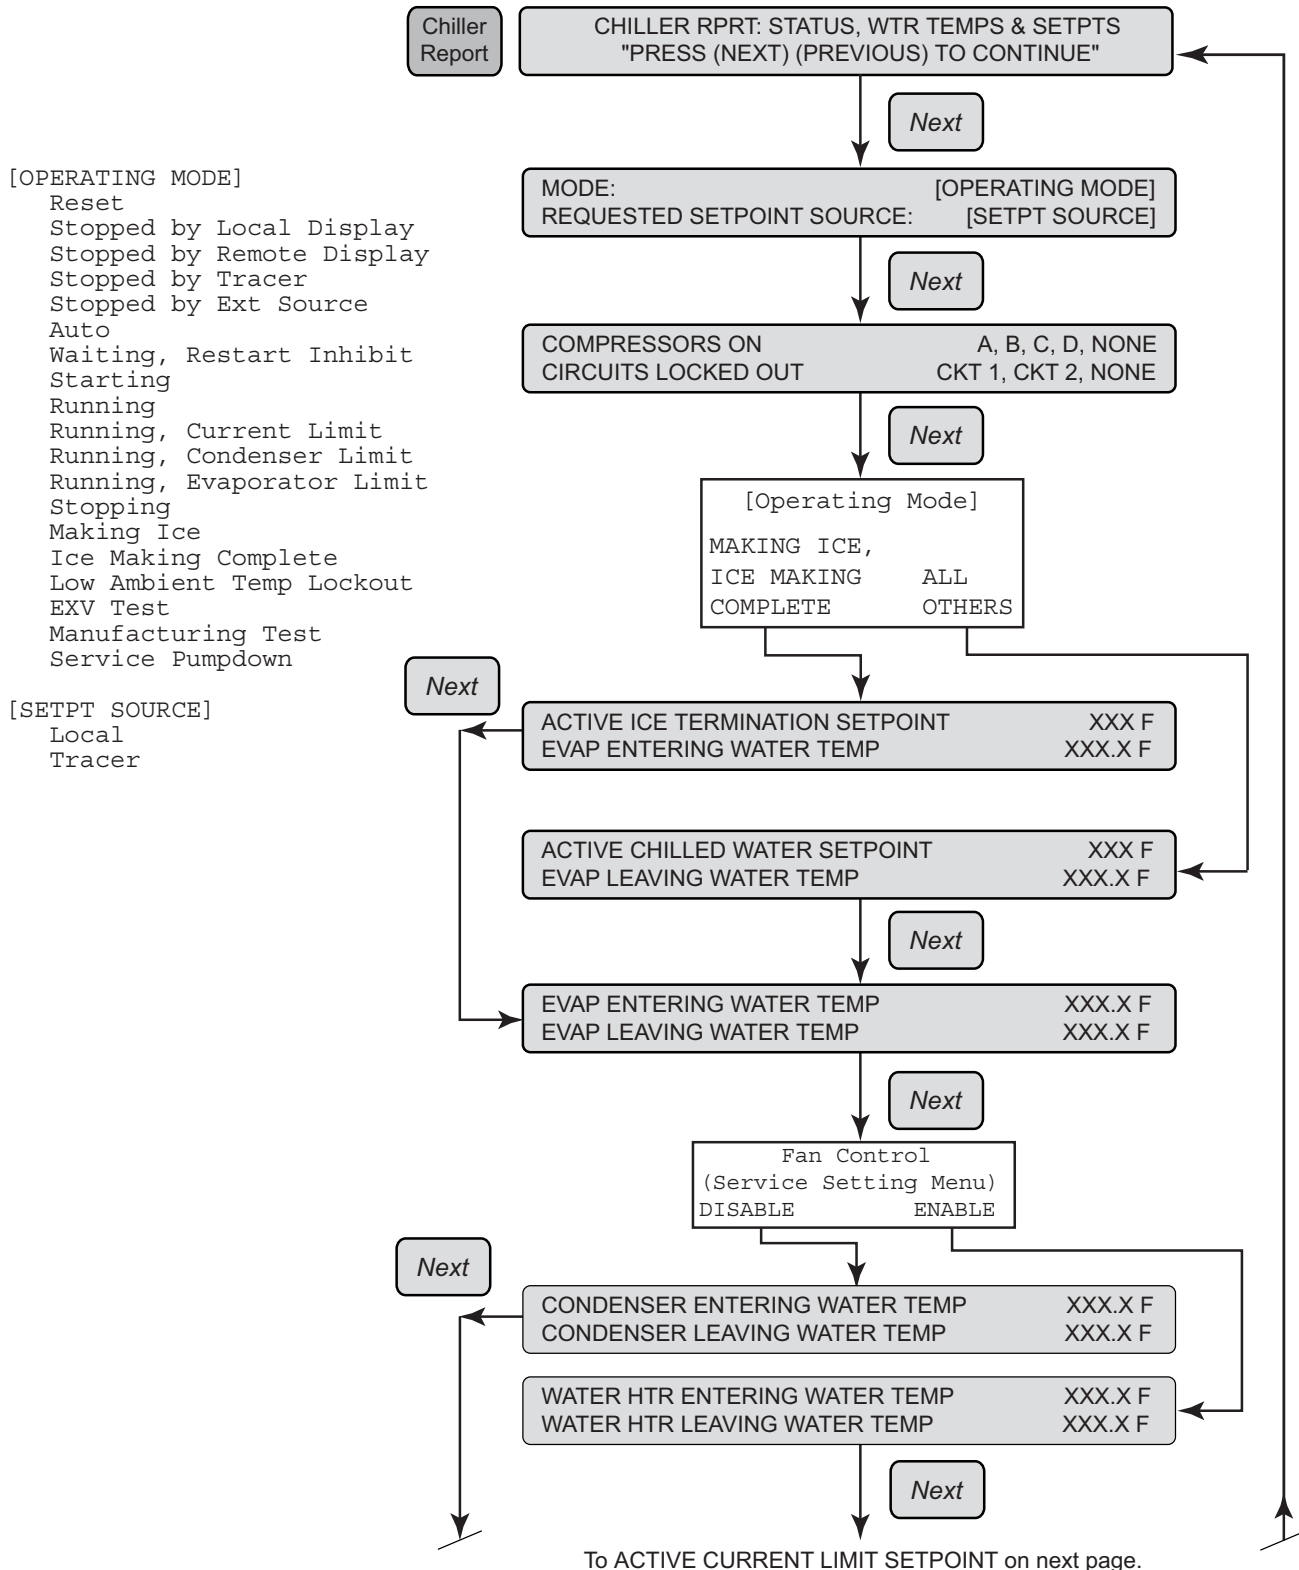 Chiller
Report
CHILLER RPRT: STATUS, WTR TEMPS & SETPTS
"PRESS (NEXT) (PREVIOUS) TO CONTINUE"
Next
[OPERATING MODE]
Reset
Stopped by Local Display
Stopped by Remote Display
Stopped by Tracer
Stopped by Ext Source
Auto
Waiting, Restart Inhibit
Starting
Running
Running, Current Limit
Running, Condenser Limit
Running, Evaporator Limit
Stopping
Making Ice
Ice Making Complete
Low Ambient Temp Lockout
EXV Test
Manufacturing Test
Service Pumpdown
[SETPT SOURCE]
Local
Tracer
MODE: [OPERATING MODE]
REQUESTED SETPOINT SOURCE: [SETPT SOURCE]
Next
COMPRESSORS ON A, B, C, D, NONE
CIRCUITS LOCKED OUT CKT 1, CKT 2, NONE
Next
[Operating Mode]
MAKING ICE,
ICE MAKING ALL
COMPLETE OTHERS
Next
ACTIVE ICE TERMINATION SETPOINT XXX F
EVAP ENTERING WATER TEMP XXX.X F
ACTIVE CHILLED WATER SETPOINT XXX F
EVAP LEAVING WATER TEMP XXX.X F
Next
EVAP ENTERING WATER TEMP XXX.X F
EVAP LEAVING WATER TEMP XXX.X F
Next
Fan Control
(Service Setting Menu)
DISABLE ENABLE
Next
CONDENSER ENTERING WATER TEMP XXX.X F
CONDENSER LEAVING WATER TEMP XXX.X F
WATER HTR ENTERING WATER TEMP XXX.X F
WATER HTR LEAVING WATER TEMP XXX.X F
Next
To ACTIVE CURRENT LIMIT SETPOINT on next page.